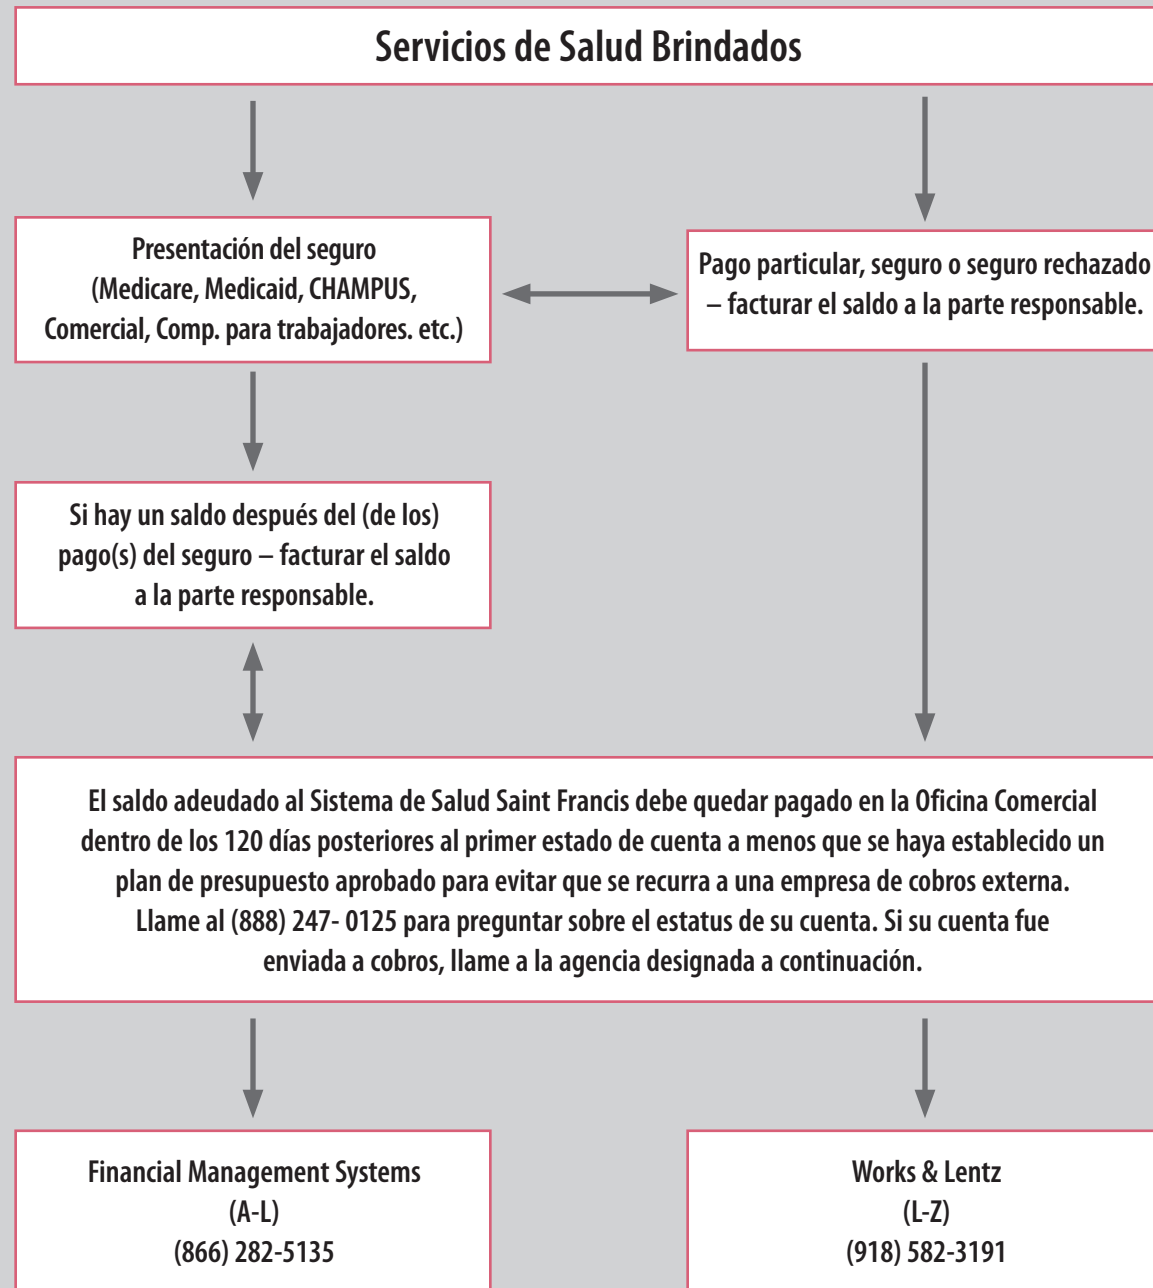 Servicios de Salud Brindados
Presentación del seguro
(Medicare, Medicaid, CHAMPUS,
Comercial, Comp. para trabajadores. etc.)
Pago particular, seguro o seguro rechazado
– facturar el saldo a la parte responsable.
Si hay un saldo después del (de los)
pago(s) del seguro – facturar el saldo
a la parte responsable.
El saldo adeudado al Sistema de Salud Saint Francis debe quedar pagado en la Oficina Comercial
dentro de los 120 días posteriores al primer estado de cuenta a menos que se haya establecido un
plan de presupuesto aprobado para evitar que se recurra a una empresa de cobros externa.
Llame al (888) 247- 0125 para preguntar sobre el estatus de su cuenta. Si su cuenta fue
enviada a cobros, llame a la agencia designada a continuación.
Financial Management Systems
(A-L)
(866) 282-5135
Works & Lentz
(L-Z)
(918) 582-3191